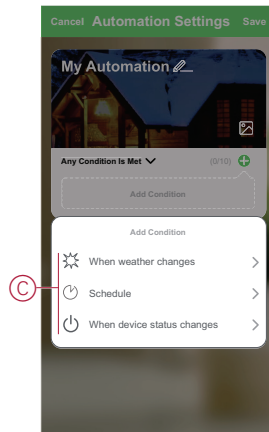 Cancel Automation Settings Save
My Automation
Any Condition Is Met (0/10)
Add Condition
Add Condition
When weather changes
C Schedule
When device status changes